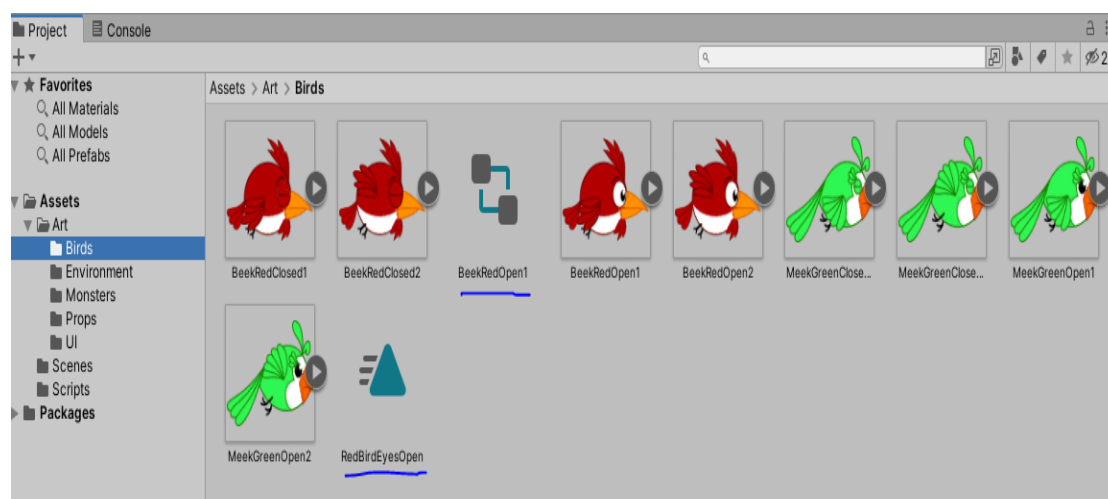 Project Console
2
Favorites
All Materials
All Models
All Prefabs
Assets
Art
Birds
Environment
Monsters
Props
UI
Scenes
Scripts
Packages
Assets > Art > Birds
BeekRedClosed1 BeekRedClosed2 BeekRedOpen1 BeekRedOpen1 BeekRedOpen2 MeekGreenClose... MeekGreenClose... MeekGreenOpen1
MeekGreenOpen2 RedBirdEyesOpen